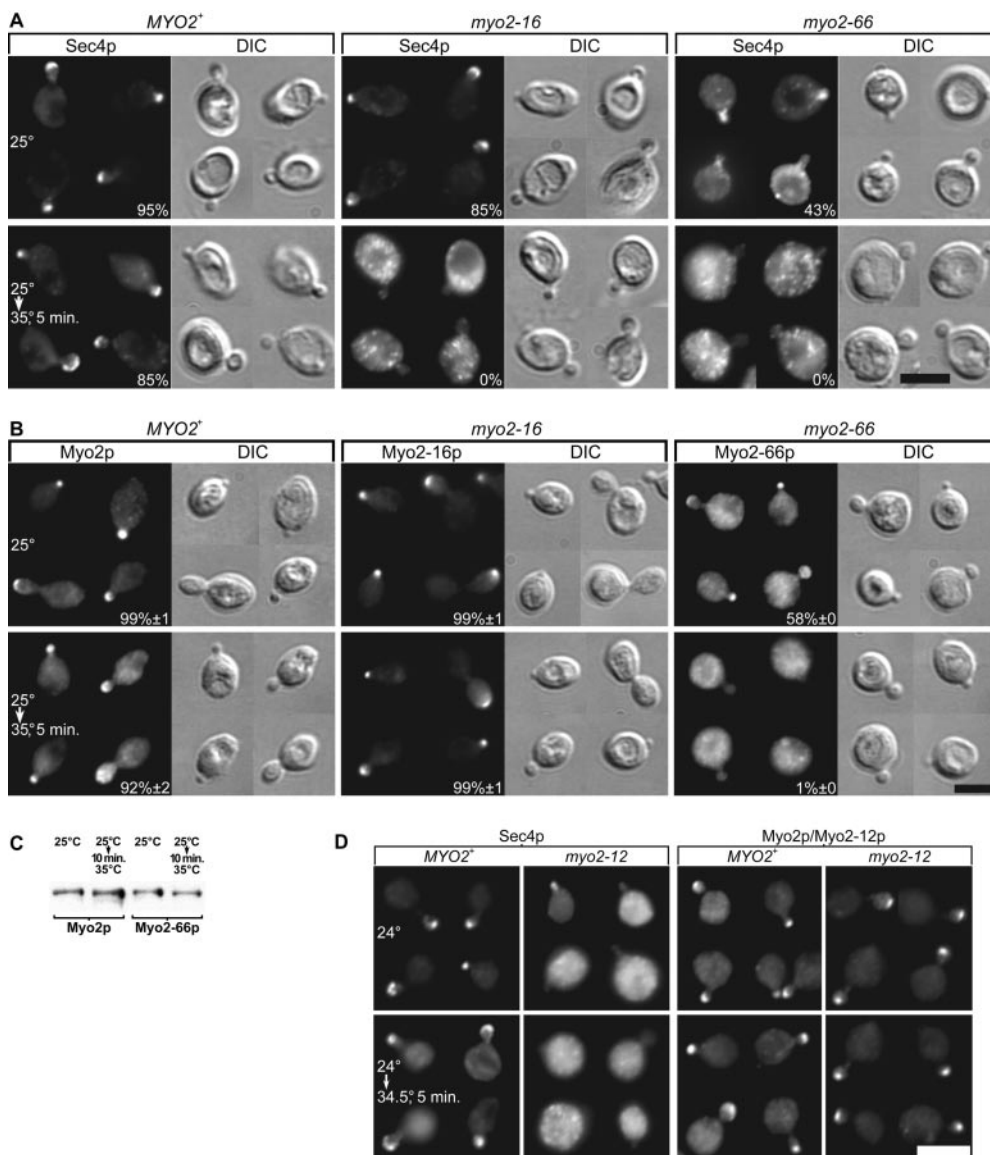 A
MYO2+ myo2-16 myo2-66
Sec4p DIC Sec4p DIC Sec4p DIC
25°
95% 85% 43%
25°
35°, 5 min.
85% 0% 0%
B
MYO2+ myo2-16 myo2-66
Myo2p DIC Myo2-16p DIC Myo2-66p DIC
25°
99%±1 99%±1 58%±0
25°
35°, 5 min.
92%±2 99%±1 1%±0
C
25°C 25°C 25°C 25°C
10 min. 10 min.
35°C 35°C
Myo2p Myo2-66p
D
Sec4p Myo2p/Myo2-12p
MYO2+ myo2-12 MYO2+ myo2-12
24°
24°
34.5°, 5 min.